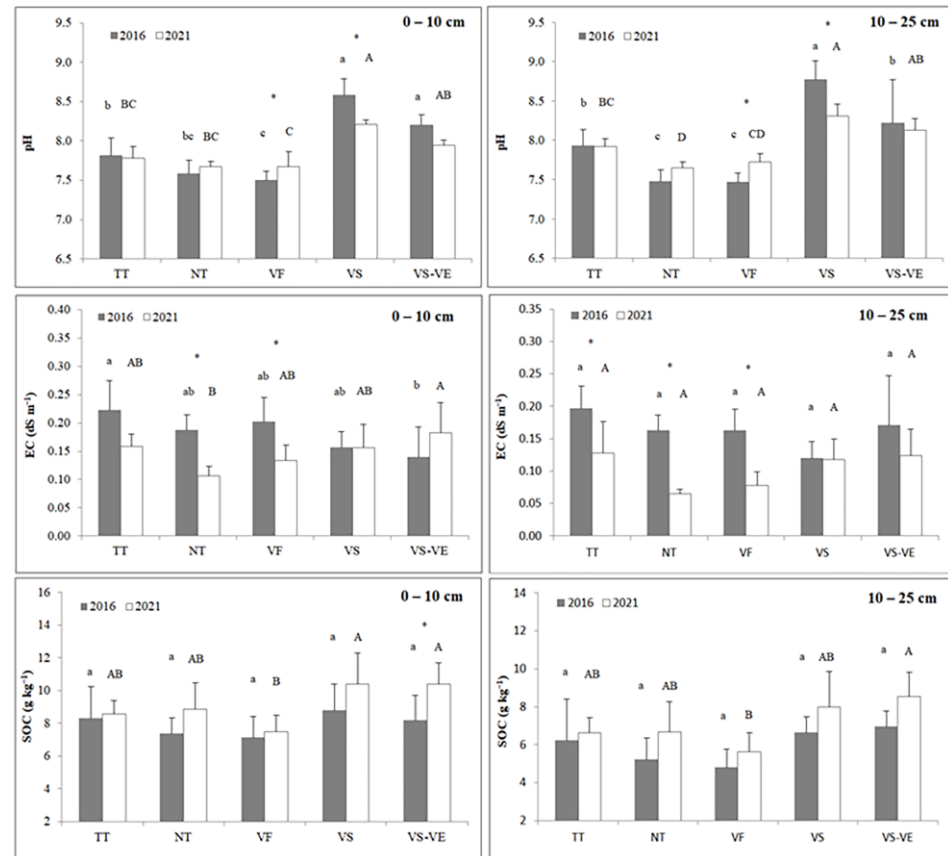 9.5
9.0
8.5
8.0
7.5
7.0
6.5
pH
2016 2021
0 – 10 cm
b BC
bc BC
*
c C
*
a A
a AB
TT NT VF VS VS-VE
9.5
9.0
8.5
8.0
7.5
7.0
6.5
pH
2016 2021
10 – 25 cm
b BC
c D
*
c CD
*
a A
b AB
TT NT VF VS VS-VE
0.40
0.35
0.30
0.25
0.20
0.15
0.10
0.05
0.00
EC (dS m⁻¹)
2016 2021
0 – 10 cm
a AB
*
ab B
*
ab AB
ab AB
b A
TT NT VF VS VS-VE
0.35
0.30
0.25
0.20
0.15
0.10
0.05
0.00
EC (dS m⁻¹)
2016 2021
10 – 25 cm
*
a A
*
a A
*
a A
a A
a A
TT NT VF VS VS-VE
16
14
12
10
8
6
4
2
SOC (g kg⁻¹)
2016 2021
0 – 10 cm
a AB
a AB
a B
a A
*
a A
TT NT VF VS VS-VE
14
12
10
8
6
4
2
SOC (g kg⁻¹)
2016 2021
10 – 25 cm
a AB
a AB
a B
a AB
a A
TT NT VF VS VS-VE